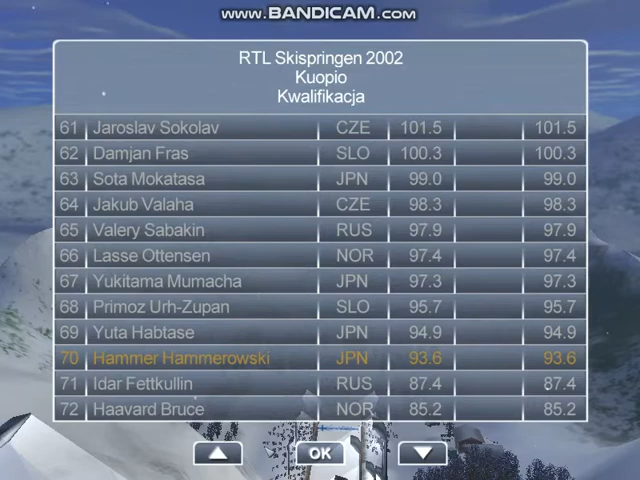 www.BANDICAM.com
RTL Skispringen 2002
Kuopio
Kwalifikacja
61 Jaroslav Sokolav CZE 101.5 101.5
62 Damjan Fras SLO 100.3 100.3
63 Sota Mokatasa JPN 99.0 99.0
64 Jakub Valaha CZE 98.3 98.3
65 Valery Sabakin RUS 97.9 97.9
66 Lasse Ottensen NOR 97.4 97.4
67 Yukitama Mumacha JPN 97.3 97.3
68 Primoz Urh-Zupan SLO 95.7 95.7
69 Yuta Habtase JPN 94.9 94.9
70 Hammer Hammerowski JPN 93.6 93.6
71 Idar Fettkullin RUS 87.4 87.4
72 Haavard Bruce NOR 85.2 85.2
OK